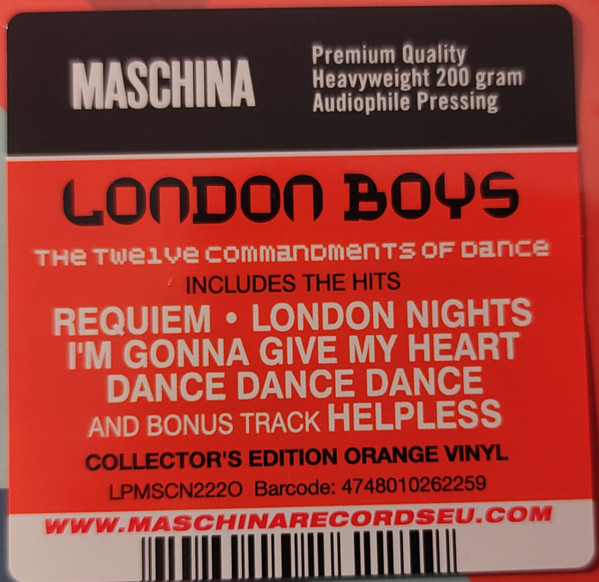 MASCHINA
Premium Quality
Heavyweight 200 gram
Audiophile Pressing
LONDON BOYS
THE TWELVE COMMANDMENTS OF DANCE
INCLUDES THE HITS
REQUIEM • LONDON NIGHTS
I'M GONNA GIVE MY HEART
DANCE DANCE DANCE
AND BONUS TRACK HELPLESS
COLLECTOR'S EDITION ORANGE VINYL
LPMSCN222O Barcode: 4748010262259
WWW.MASCHINARECORDSEU.COM